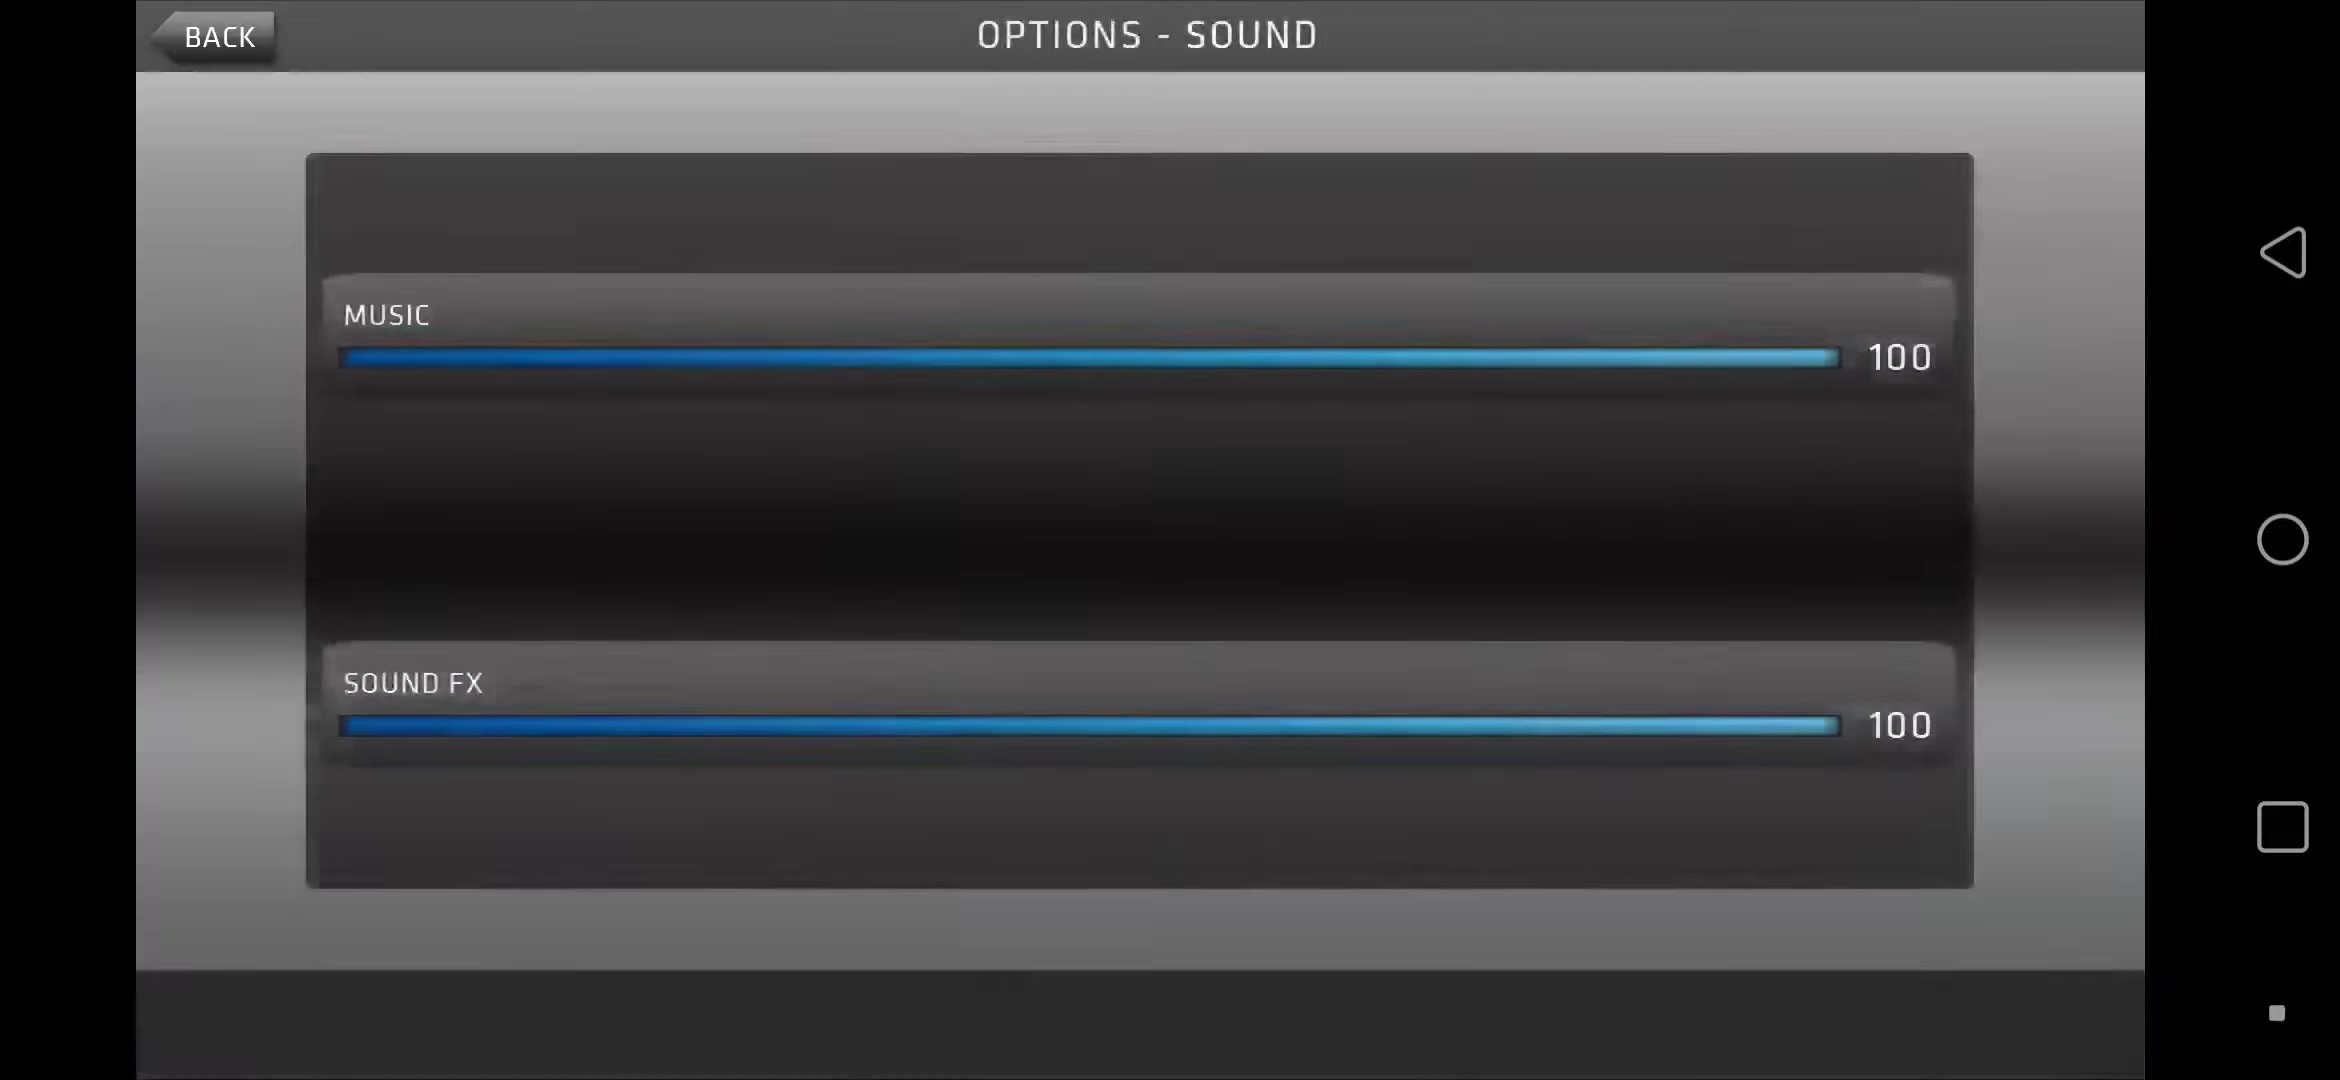 BACK
OPTIONS - SOUND
MUSIC
100
SOUND FX
100